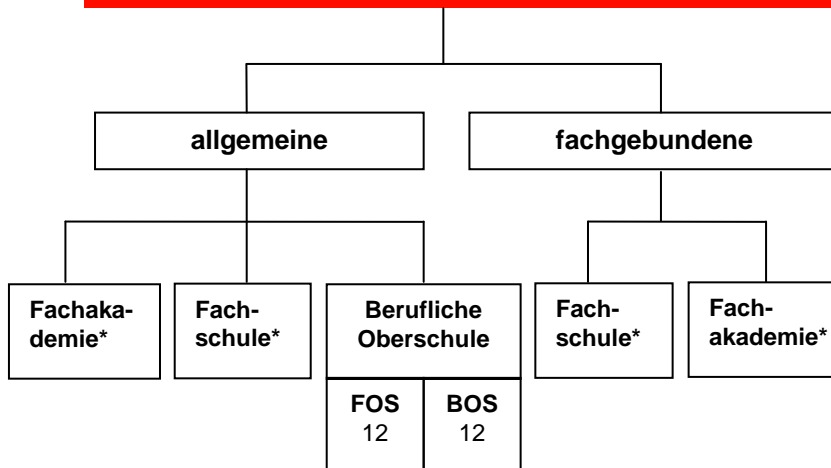 allgemeine
fachgebundene
Fachaka-
demie*
Fach-
schule*
Berufliche
Oberschule
FOS
12
BOS
12
Fach-
schule*
Fach-
akademie*